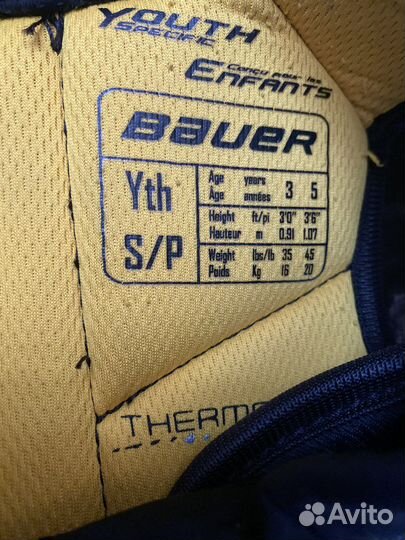 YOUTH
SPECIFIC
Conçu pour les
ENFANTS
BAUER
Yth
S/P
Age years 3 5
Age années
Height ft/pi 3'0" 3'6"
Hauteur m 0.91 1.07
Weight lbs/lb 35 45
Poids Kg 16 20
THERM
Avito